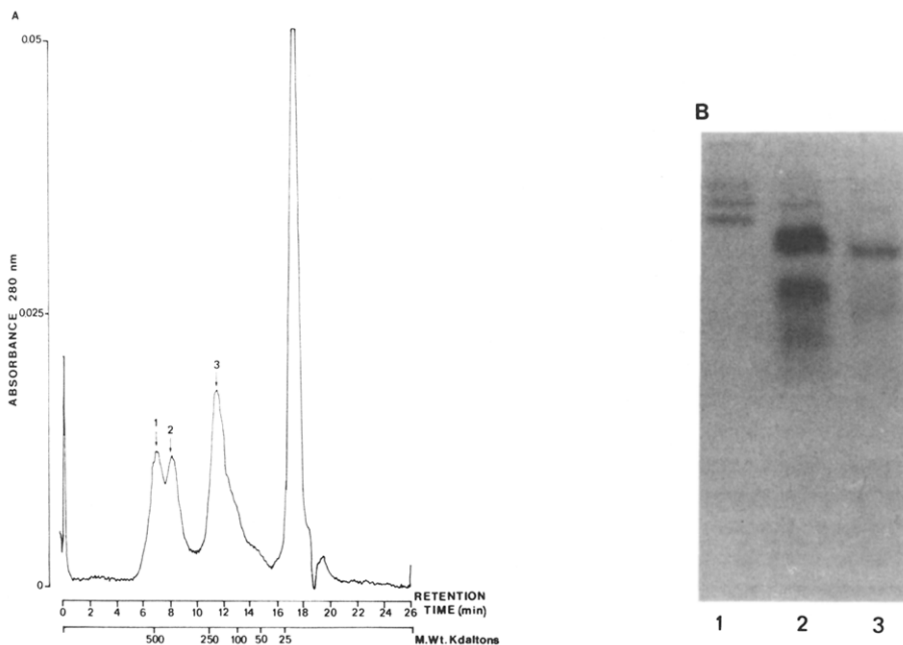 A
0.05
0.025
0
ABSORBANCE 280 nm
1
2
3
0 2 4 6 8 10 12 14 16 18 20 22 24 26
RETENTION
TIME (min)
500 250 100 50 25
M.Wt. Kdaltons
B
1 2 3